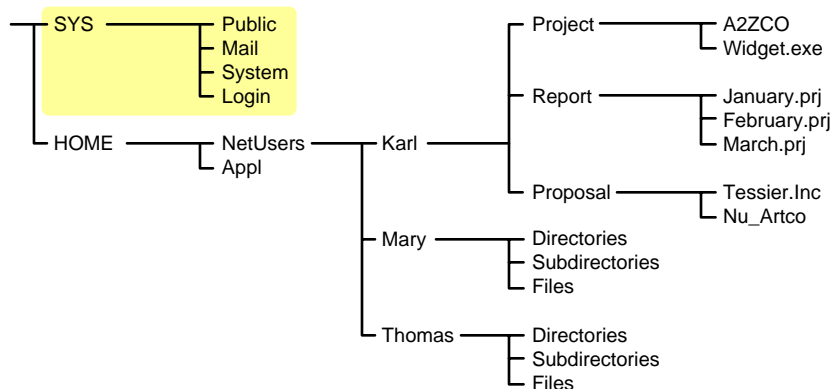 SYS Public Project A2ZCO
Mail Widget.exe
System
Login Report January.prj
February.prj
HOME NetUsers Karl March.prj
Appl
Proposal Tessier.Inc
Nu_Artco
Mary Directories
Subdirectories
Files
Thomas Directories
Subdirectories
Files